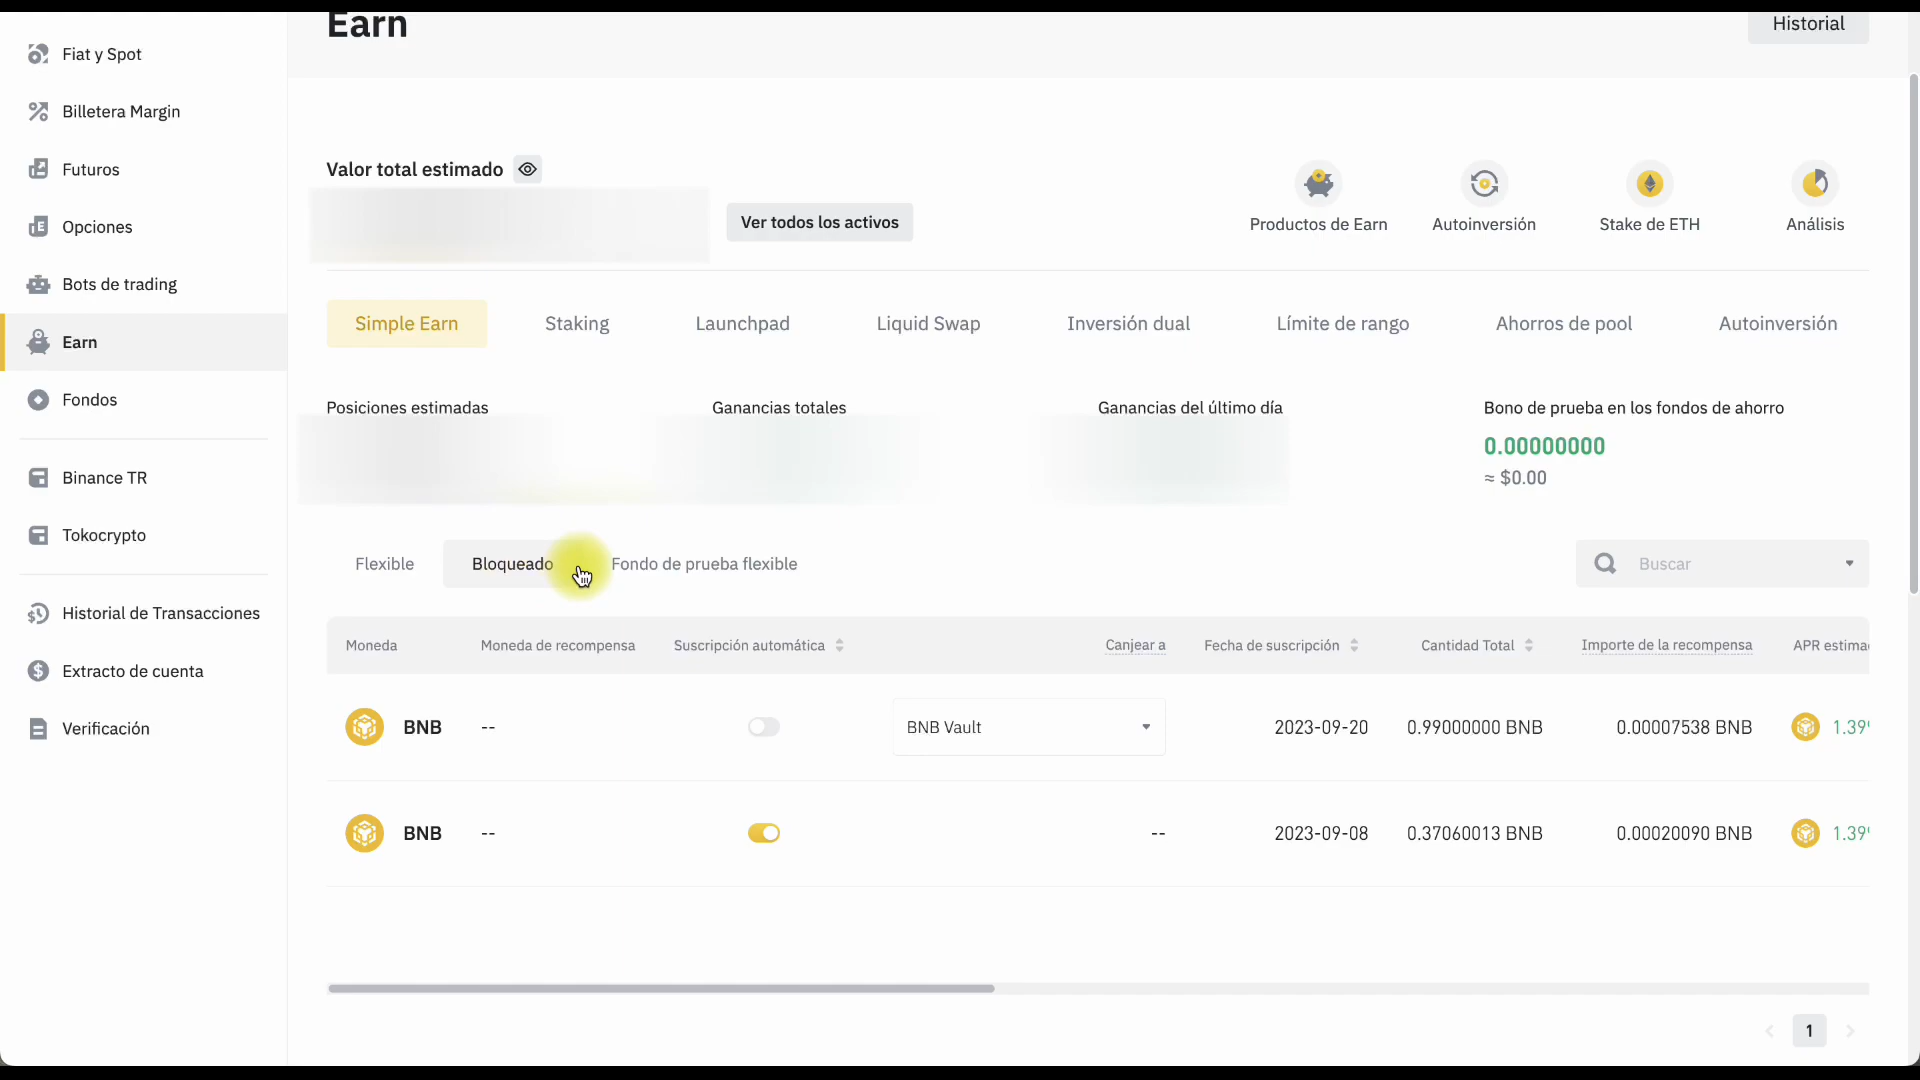 Earn
Historial
Fiat y Spot
Billetera Margin
Futuros
Opciones
Bots de trading
Earn
Fondos
Binance TR
Tokocrypto
Historial de Transacciones
Extracto de cuenta
Verificación
Valor total estimado
Ver todos los activos
Productos de Earn
Autoinversión
Stake de ETH
Análisis
Simple Earn
Staking
Launchpad
Liquid Swap
Inversión dual
Límite de rango
Ahorros de pool
Autoinversión
Posiciones estimadas
Ganancias totales
Ganancias del último día
Bono de prueba en los fondos de ahorro
0.00000000
≈ $0.00
Flexible
Bloqueado
Fondo de prueba flexible
Buscar
Moneda Moneda de recompensa Suscripción automática Canjear a Fecha de suscripción Cantidad Total Importe de la recompensa APR
BNB -- BNB Vault 2023-09-20 0.99000000 BNB 0.00007538 BNB 1.39
BNB -- -- 2023-09-08 0.37060013 BNB 0.00020090 BNB 1.39
1